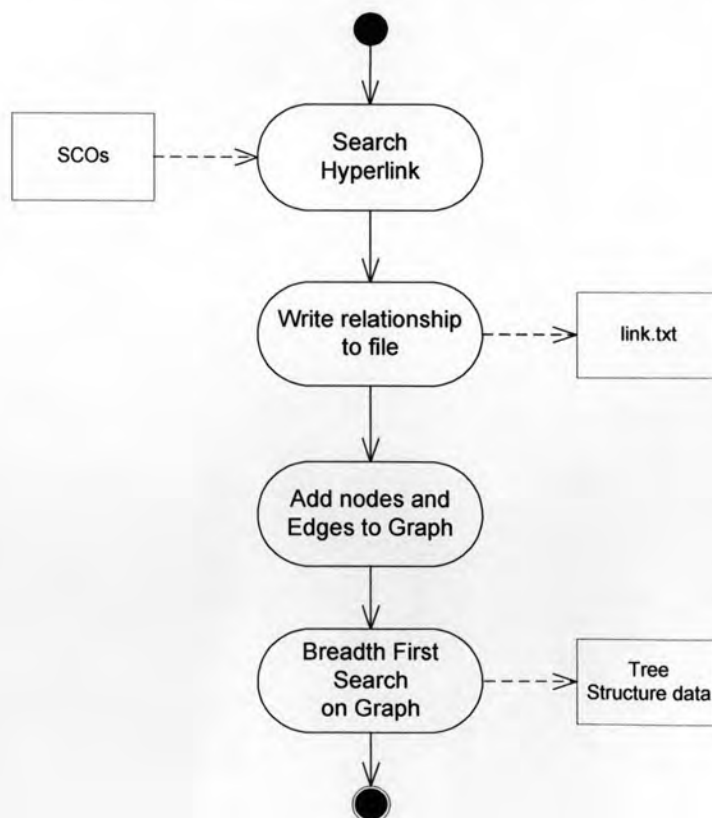 SCOs
Search
Hyperlink
Write relationship
to file
link.txt
Add nodes and
Edges to Graph
Breadth First
Search
on Graph
Tree
Structure data